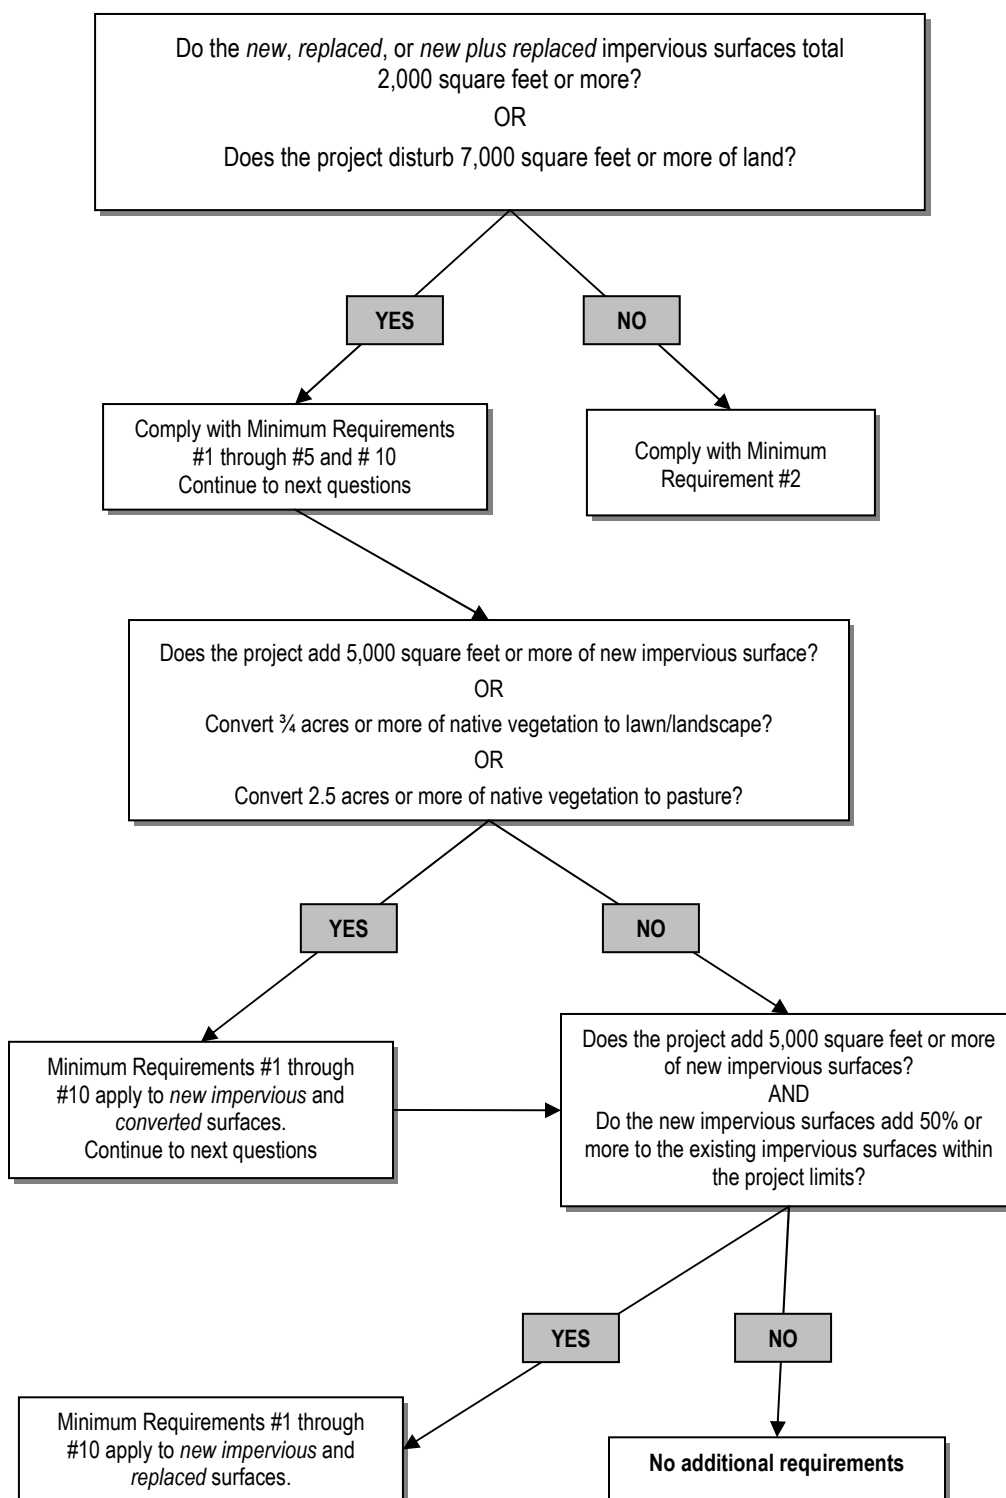 Do the new, replaced, or new plus replaced impervious surfaces total
2,000 square feet or more?
OR
Does the project disturb 7,000 square feet or more of land?
YES
NO
Comply with Minimum Requirements
#1 through #5 and # 10
Continue to next questions
Comply with Minimum
Requirement #2
Does the project add 5,000 square feet or more of new impervious surface?
OR
Convert ¾ acres or more of native vegetation to lawn/landscape?
OR
Convert 2.5 acres or more of native vegetation to pasture?
YES
NO
Minimum Requirements #1 through
#10 apply to new impervious and
converted surfaces.
Continue to next questions
Does the project add 5,000 square feet or more
of new impervious surfaces?
AND
Do the new impervious surfaces add 50% or
more to the existing impervious surfaces within
the project limits?
YES
NO
Minimum Requirements #1 through
#10 apply to new impervious and
replaced surfaces.
No additional requirements